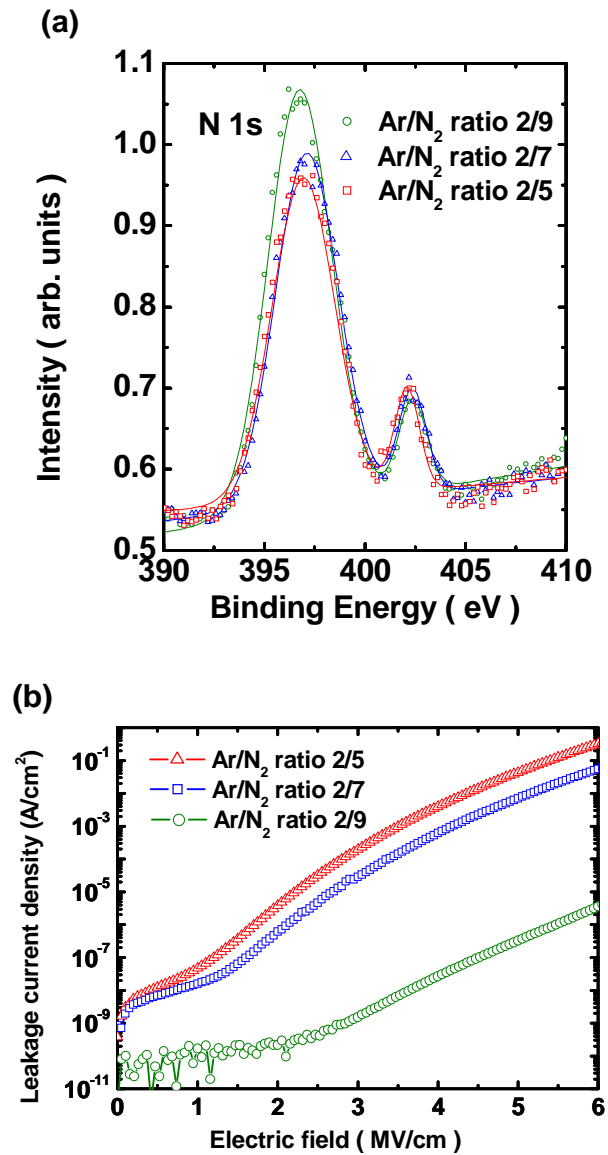 (a)
N 1s
Ar/N₂ ratio 2/9
Ar/N₂ ratio 2/7
Ar/N₂ ratio 2/5
1.1
1.0
0.9
0.8
0.7
0.6
0.5
Intensity ( arb. units )
390 395 400 405 410
Binding Energy ( eV )
(b)
Ar/N₂ ratio 2/5
Ar/N₂ ratio 2/7
Ar/N₂ ratio 2/9
10⁻¹
10⁻³
10⁻⁵
10⁻⁷
10⁻⁹
10⁻¹¹
Leakage current density (A/cm²)
0 1 2 3 4 5 6
Electric field ( MV/cm )